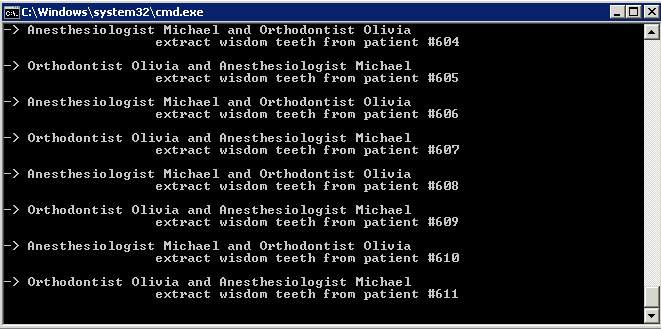 C:\Windows\system32\cmd.exe
-> Anesthesiologist Michael and Orthodontist Olivia
extract wisdom teeth from patient #604
-> Orthodontist Olivia and Anesthesiologist Michael
extract wisdom teeth from patient #605
-> Anesthesiologist Michael and Orthodontist Olivia
extract wisdom teeth from patient #606
-> Orthodontist Olivia and Anesthesiologist Michael
extract wisdom teeth from patient #607
-> Anesthesiologist Michael and Orthodontist Olivia
extract wisdom teeth from patient #608
-> Orthodontist Olivia and Anesthesiologist Michael
extract wisdom teeth from patient #609
-> Anesthesiologist Michael and Orthodontist Olivia
extract wisdom teeth from patient #610
-> Orthodontist Olivia and Anesthesiologist Michael
extract wisdom teeth from patient #611